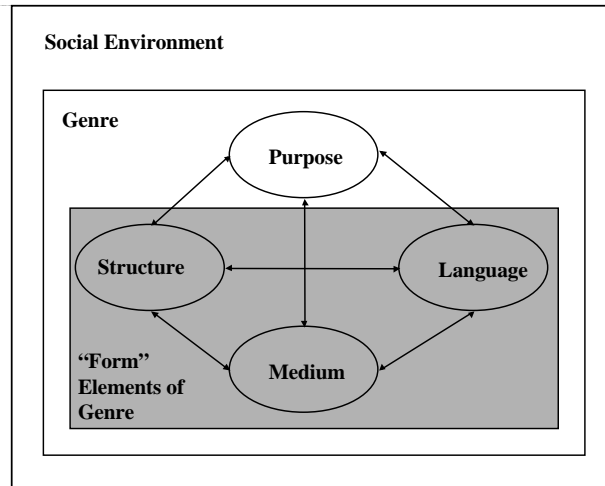 Social Environment
Genre
Purpose
Structure
Language
Medium
“Form”
Elements of
Genre